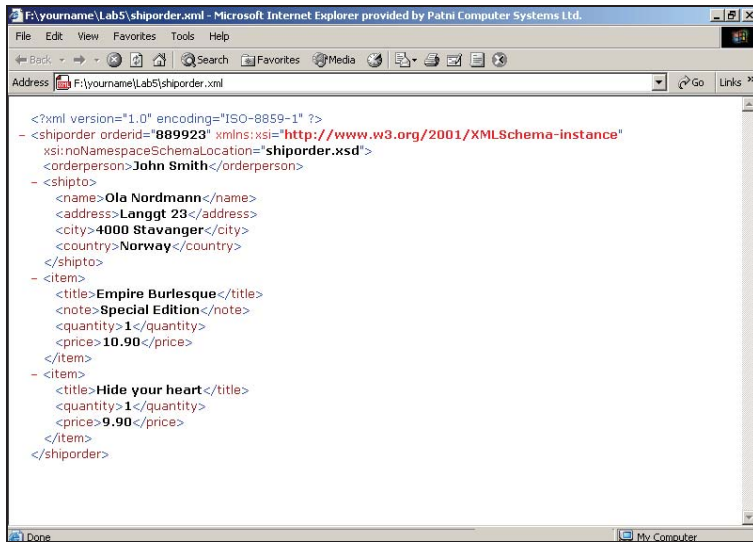 F:\yourname\Lab5\shiporder.xml - Microsoft Internet Explorer provided by Patni Computer Systems Ltd.
File Edit View Favorites Tools Help
Back Search Favorites Media
Address F:\yourname\Lab5\shiporder.xml Go Links »
<?xml version="1.0" encoding="ISO-8859-1" ?>
- <shiporder orderid="889923" xmlns:xsi="http://www.w3.org/2001/XMLSchema-instance"
xsi:noNamespaceSchemaLocation="shiporder.xsd">
<orderperson>John Smith</orderperson>
- <shipto>
<name>Ola Nordmann</name>
<address>Langgt 23</address>
<city>4000 Stavanger</city>
<country>Norway</country>
</shipto>
- <item>
<title>Empire Burlesque</title>
<note>Special Edition</note>
<quantity>1</quantity>
<price>10.90</price>
</item>
- <item>
<title>Hide your heart</title>
<quantity>1</quantity>
<price>9.90</price>
</item>
</shiporder>
Done My Computer